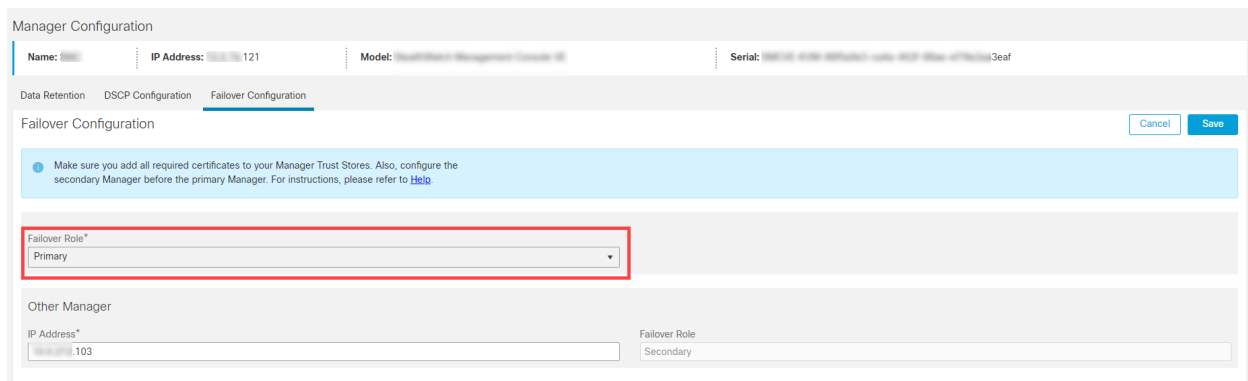 Manager Configuration
Name: IP Address: 121 Model: Serial: 3eaf
Data Retention DSCP Configuration Failover Configuration
Failover Configuration Cancel Save
Make sure you add all required certificates to your Manager Trust Stores. Also, configure the
secondary Manager before the primary Manager. For instructions, please refer to Help.
Failover Role*
Primary
Other Manager
IP Address* Failover Role
.103 Secondary